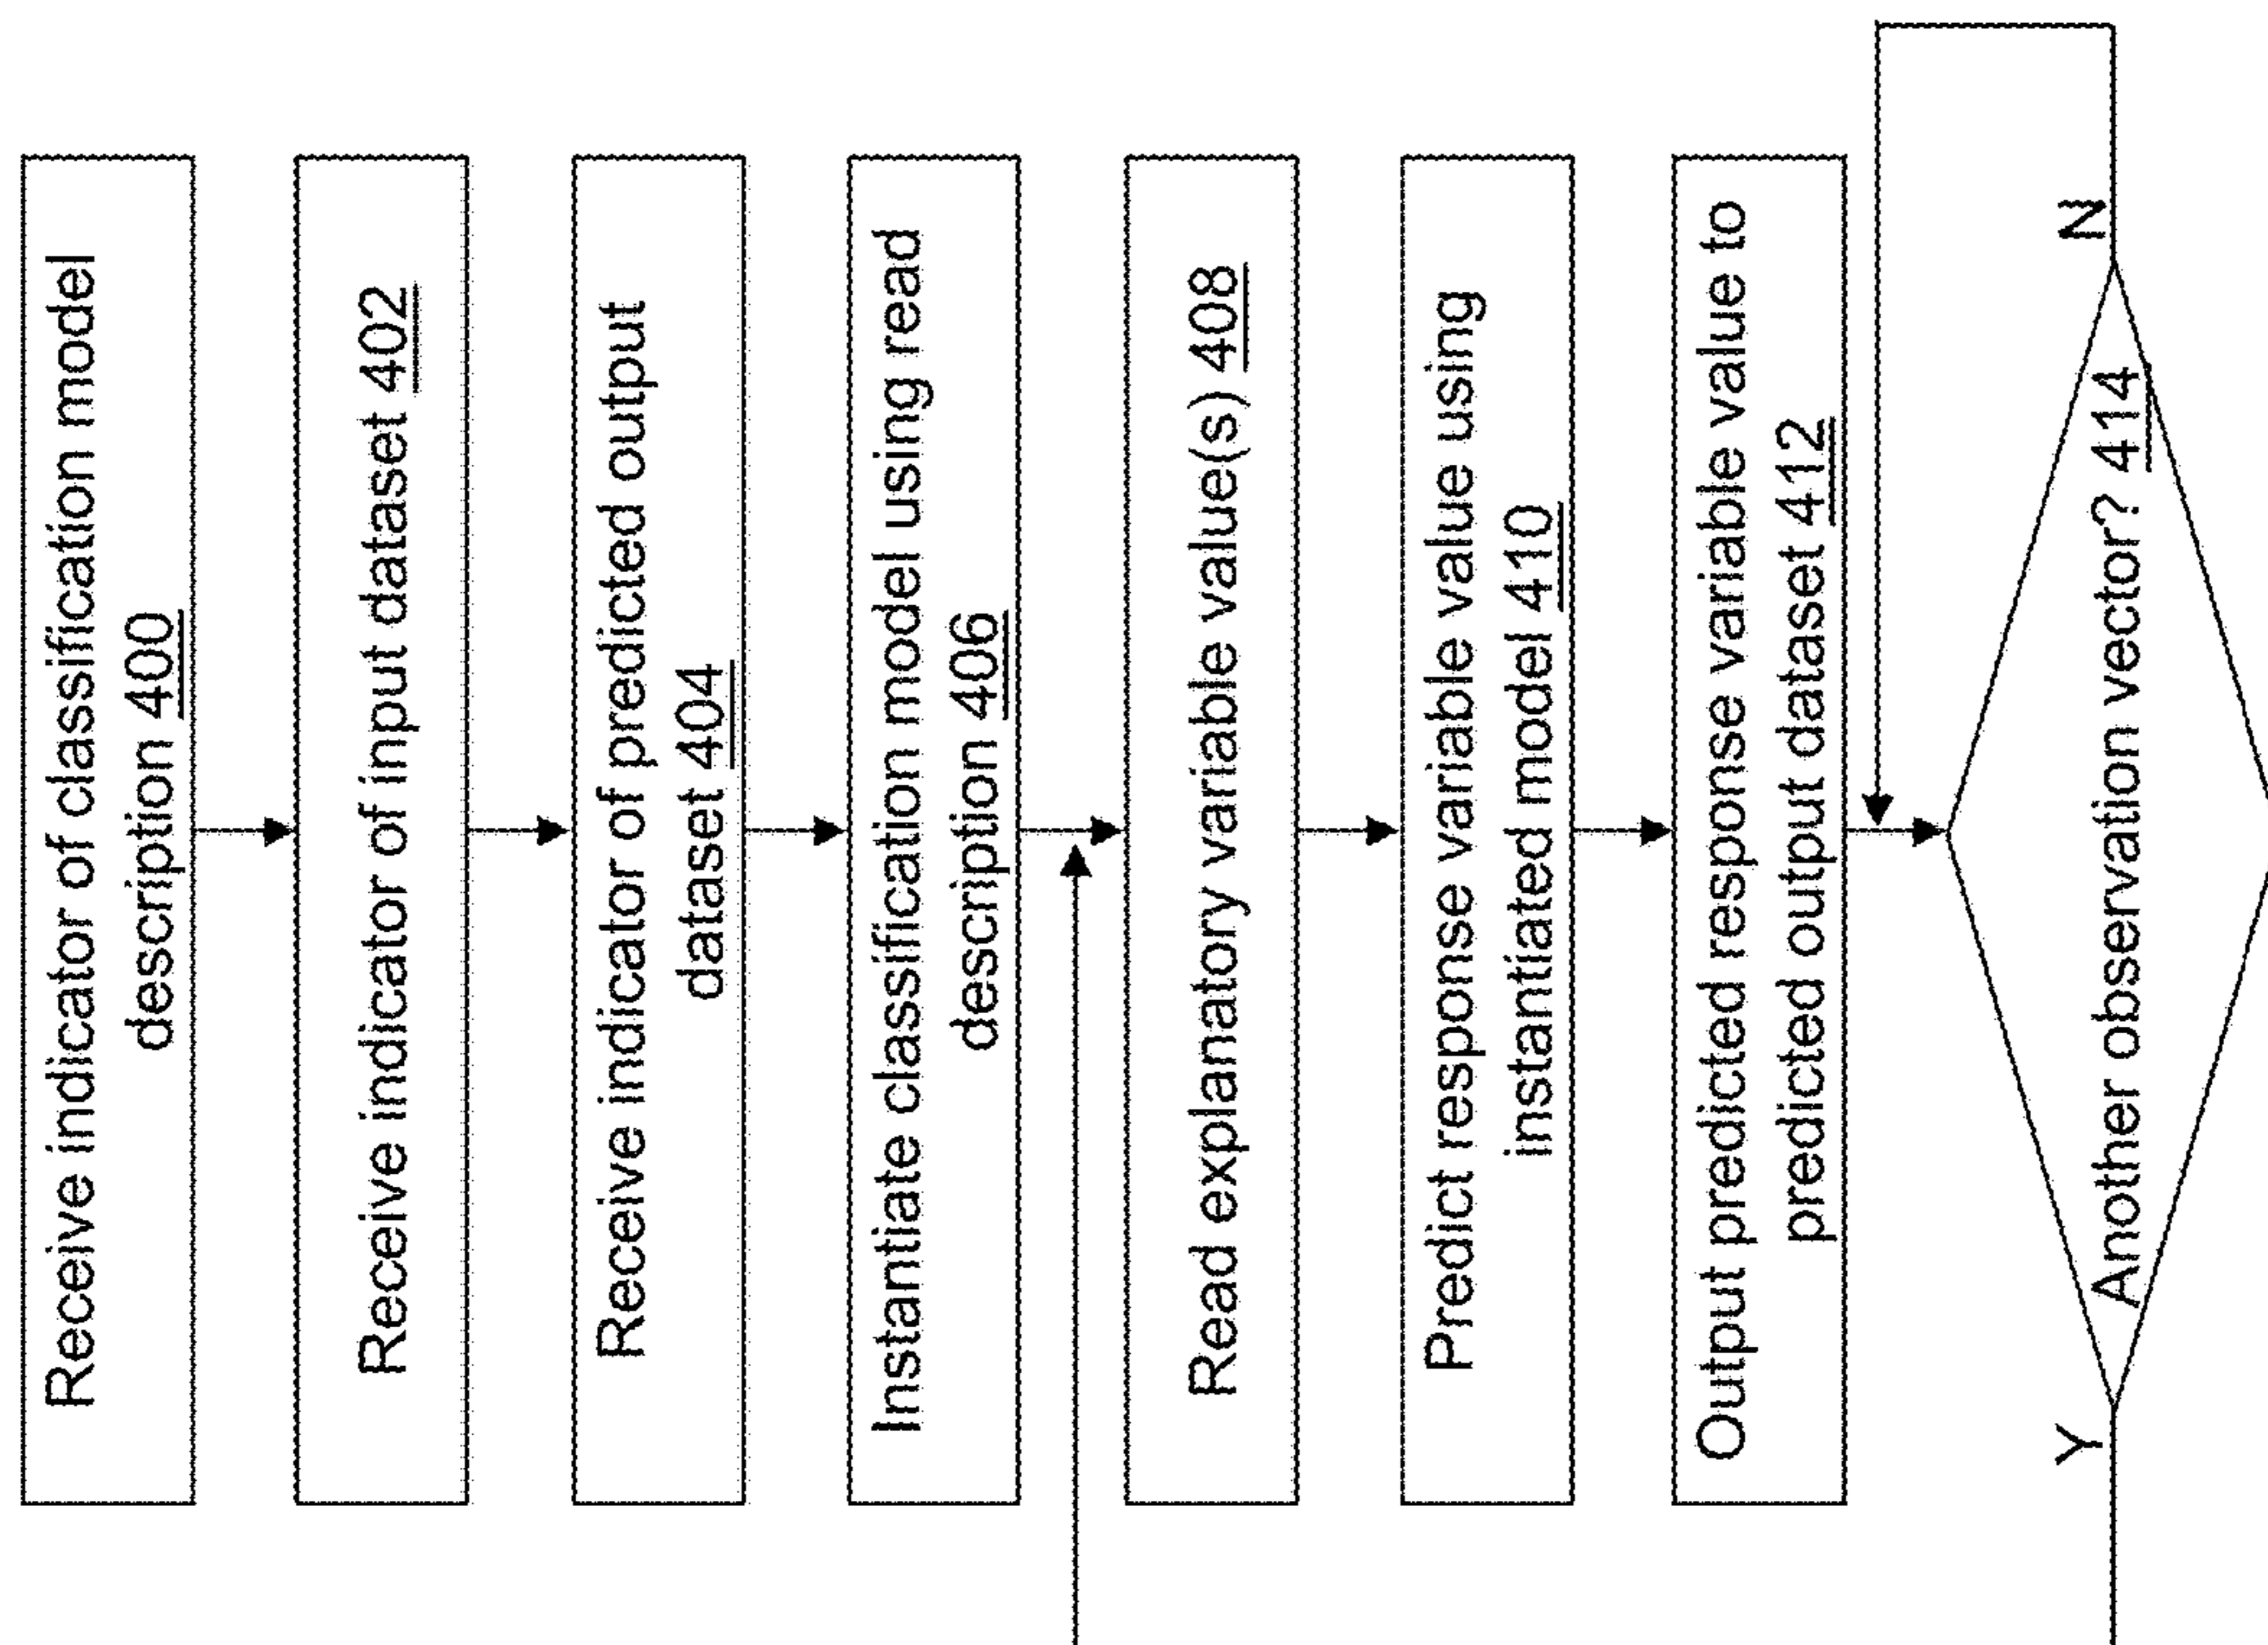 Receive indicator of classification model
description 400
Receive indicator of input dataset 402
Receive indicator of predicted output
dataset 404
Instantiate classification model using read
description 406
Read explanatory variable value(s) 408
Predict response variable value using
instantiated model 410
Output predicted response variable value to
predicted output dataset 412
Y
N
Another observation vector? 414